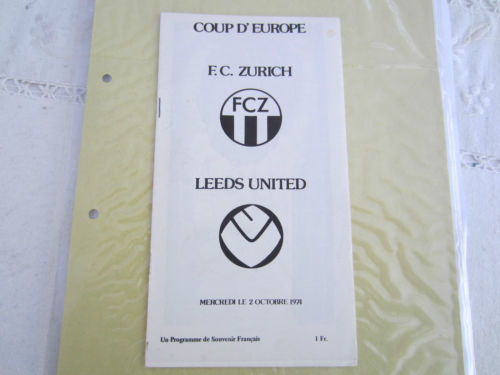 COUP D'EUROPE
F.C. ZURICH
FCZ
LEEDS UNITED
MERCREDI LE 2 OCTOBRE 1974
Un Programme de Souvenir Français 1 Fr.